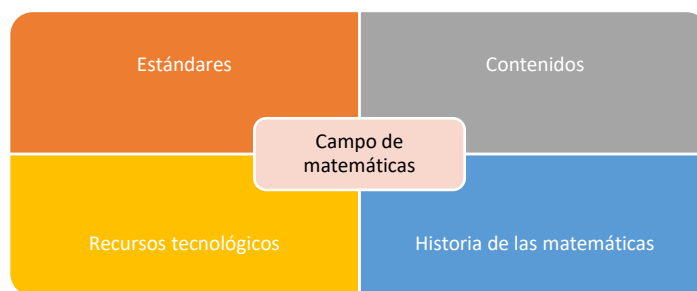 Estándares
Contenidos
Campo de
matemáticas
Recursos tecnológicos
Historia de las matemáticas